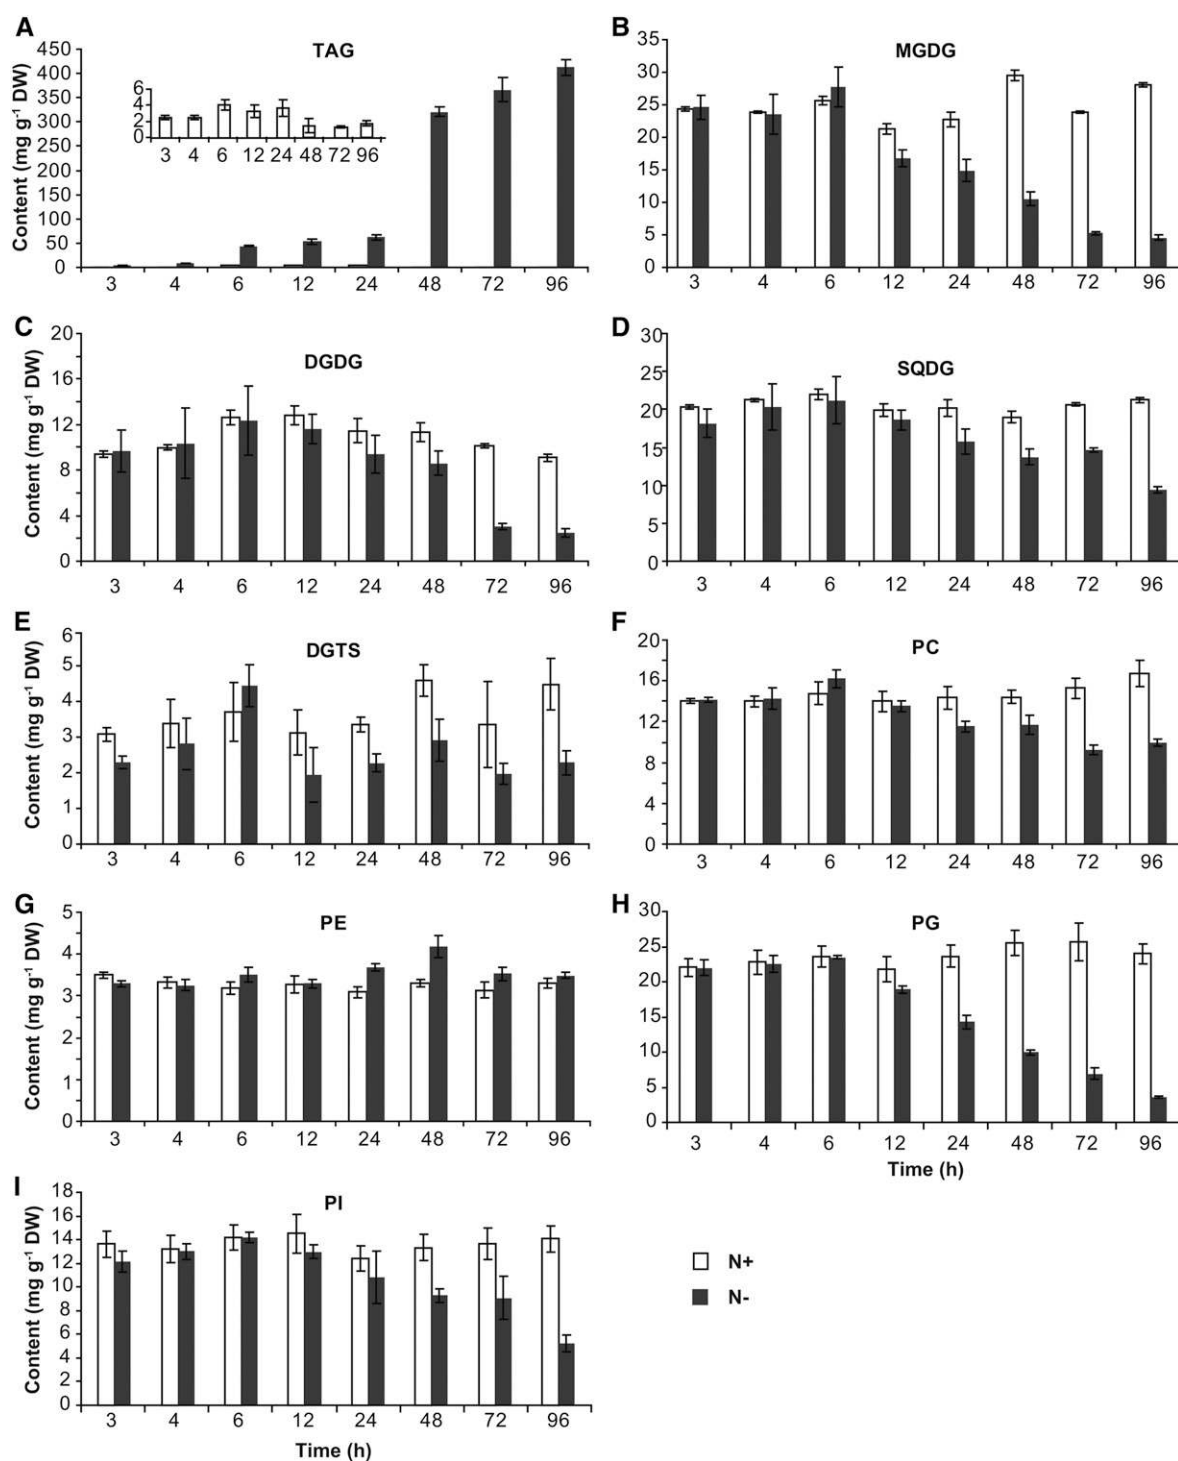 A
TAG
Content (mg g-1 DW)
450
400
350
300
250
200
150
100
50
0
6
4
2
0
3 4 6 12 24 48 72 96
3 4 6 12 24 48 72 96
B
MGDG
35
30
25
20
15
10
5
0
3 4 6 12 24 48 72 96
C
DGDG
Content (mg g-1 DW)
20
16
12
8
4
0
3 4 6 12 24 48 72 96
D
SQDG
30
25
20
15
10
5
0
3 4 6 12 24 48 72 96
E
DGTS
Content (mg g-1 DW)
6
5
4
3
2
1
0
3 4 6 12 24 48 72 96
F
PC
20
16
12
8
4
0
3 4 6 12 24 48 72 96
G
PE
Content (mg g-1 DW)
5
4
3
2
1
0
3 4 6 12 24 48 72 96
H
PG
30
25
20
15
10
5
0
3 4 6 12 24 48 72 96
Time (h)
I
PI
Content (mg g-1 DW)
18
16
14
12
10
8
6
4
2
0
3 4 6 12 24 48 72 96
Time (h)
N+
N-